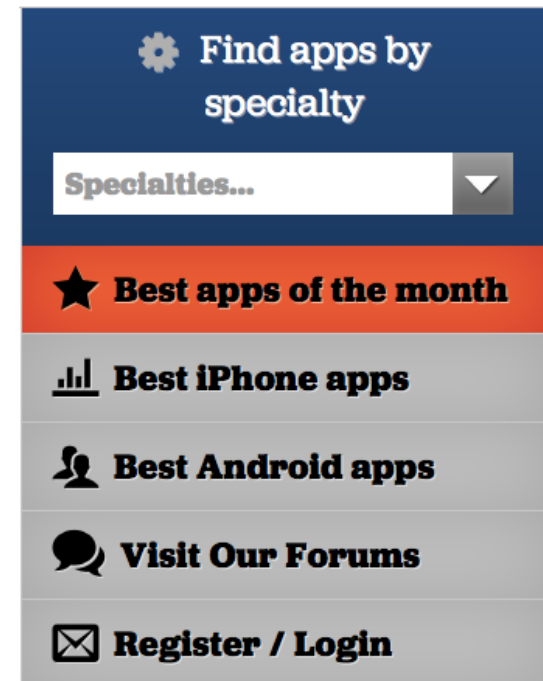 Find apps by
specialty
Specialties...
Best apps of the month
Best iPhone apps
Best Android apps
Visit Our Forums
Register / Login